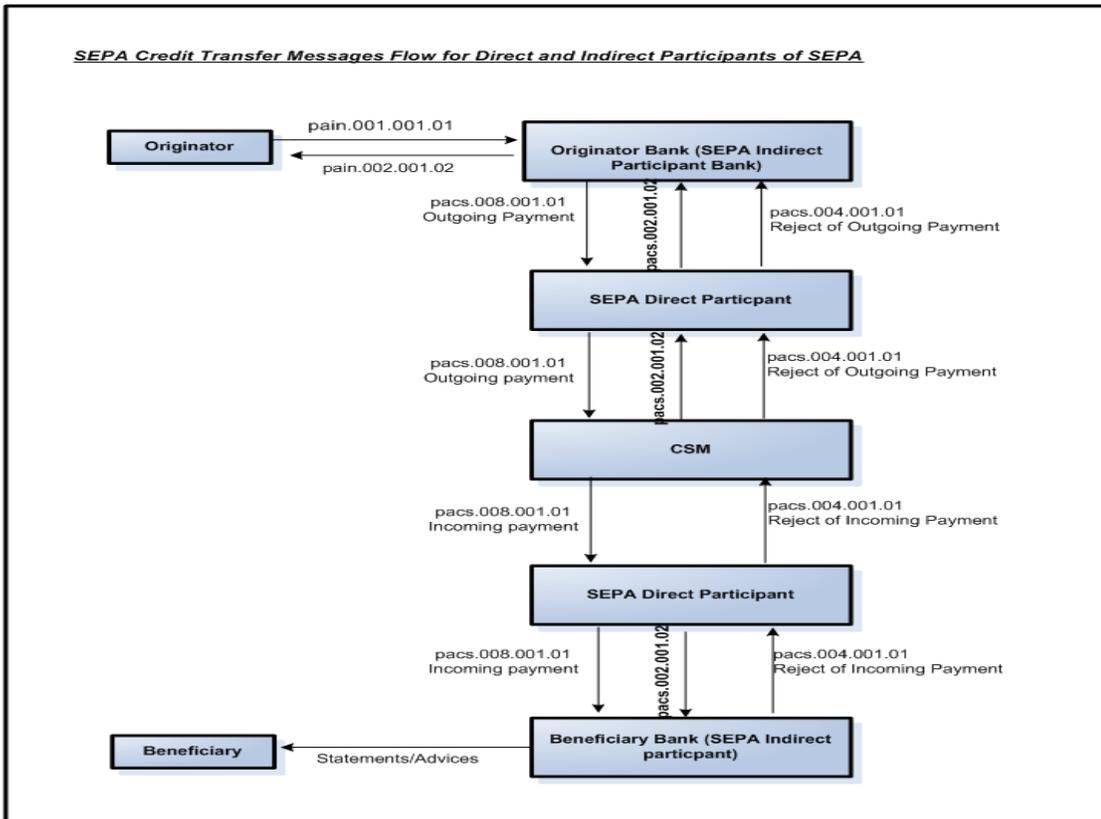 SEPA Credit Transfer Messages Flow for Direct and Indirect Participants of SEPA
pain.001.001.01
Originator
Originator Bank (SEPA Indirect
Participant Bank)
pain.002.001.02
pacs.008.001.01
Outgoing Payment
pacs.002.001.02
pacs.004.001.01
Reject of Outgoing Payment
SEPA Direct Particpant
pacs.008.001.01
Outgoing payment
pacs.002.001.02
pacs.004.001.01
Reject of Outgoing Payment
CSM
pacs.008.001.01
Incoming payment
pacs.004.001.01
Reject of Incoming Payment
SEPA Direct Participant
pacs.008.001.01
Incoming payment
pacs.002.001.02
pacs.004.001.01
Reject of Incoming Payment
Beneficiary
Statements/Advices
Beneficiary Bank (SEPA Indirect
particpant)